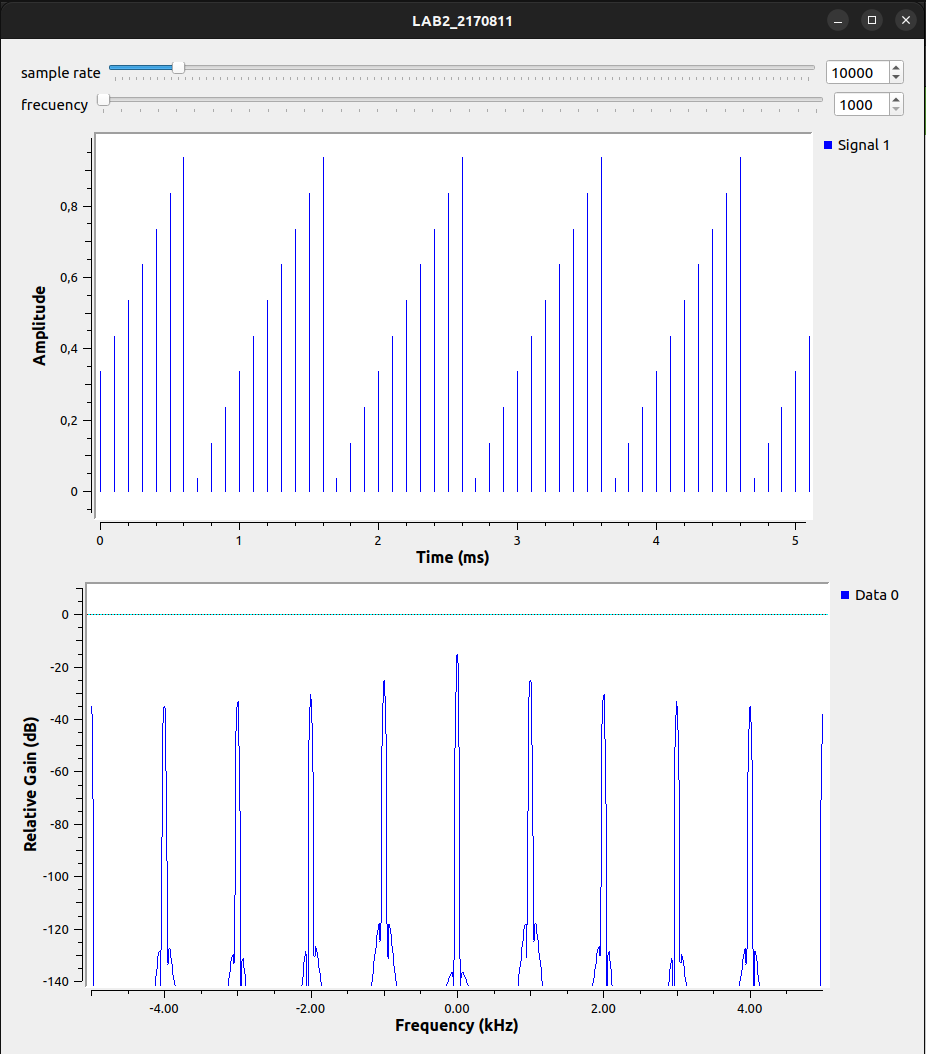 LAB2_2170811
sample rate 10000
frecuency 1000
Signal 1
0,8
0,6
0,4
0,2
0
Amplitude
0 1 2 3 4 5
Time (ms)
Data 0
0
-20
-40
-60
-80
-100
-120
-140
Relative Gain (dB)
-4.00 -2.00 0.00 2.00 4.00
Frequency (kHz)